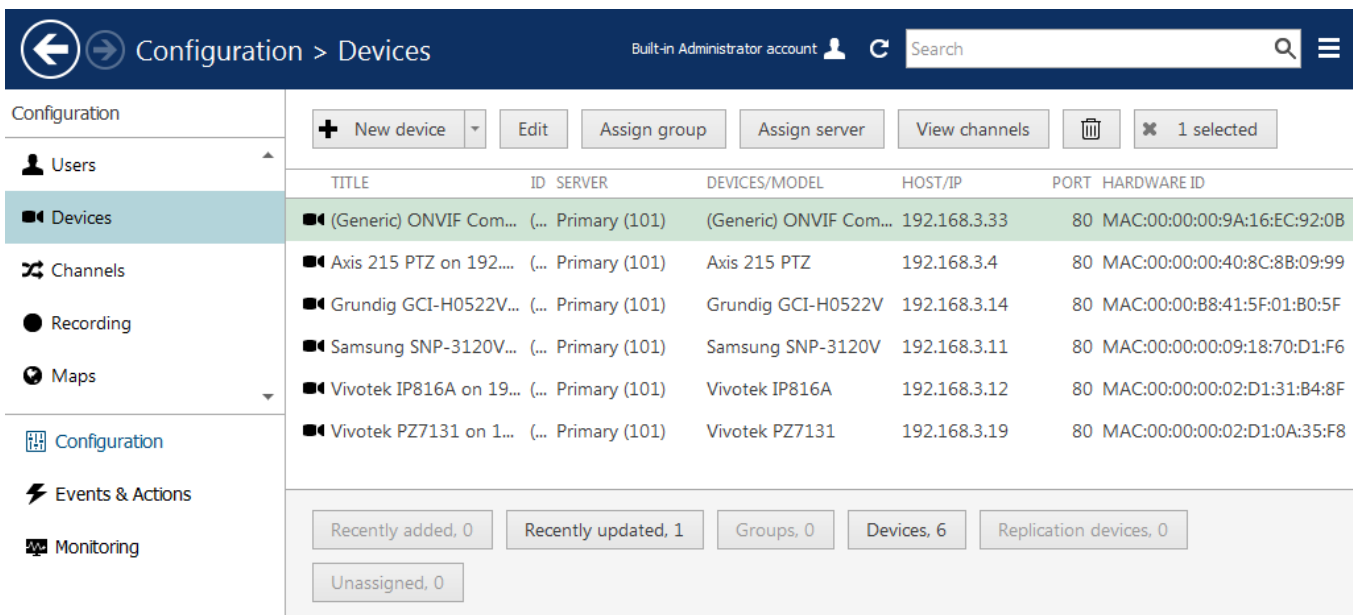 Configuration > Devices
Built-in Administrator account
Search
Configuration
Users
Devices
Channels
Recording
Maps
Configuration
Events & Actions
Monitoring
New device Edit Assign group Assign server View channels 1 selected
TITLE ID SERVER DEVICES/MODEL HOST/IP PORT HARDWARE ID
(Generic) ONVIF Com... (... Primary (101) (Generic) ONVIF Com... 192.168.3.33 80 MAC:00:00:00:9A:16:EC:92:0B
Axis 215 PTZ on 192.... (... Primary (101) Axis 215 PTZ 192.168.3.4 80 MAC:00:00:00:40:8C:8B:09:99
Grundig GCI-H0522V... (... Primary (101) Grundig GCI-H0522V 192.168.3.14 80 MAC:00:00:B8:41:5F:01:B0:5F
Samsung SNP-3120V... (... Primary (101) Samsung SNP-3120V 192.168.3.11 80 MAC:00:00:00:09:18:70:D1:F6
Vivotek IP816A on 19... (... Primary (101) Vivotek IP816A 192.168.3.12 80 MAC:00:00:00:02:D1:31:B4:8F
Vivotek PZ7131 on 1... (... Primary (101) Vivotek PZ7131 192.168.3.19 80 MAC:00:00:00:02:D1:0A:35:F8
Recently added, 0 Recently updated, 1 Groups, 0 Devices, 6 Replication devices, 0
Unassigned, 0